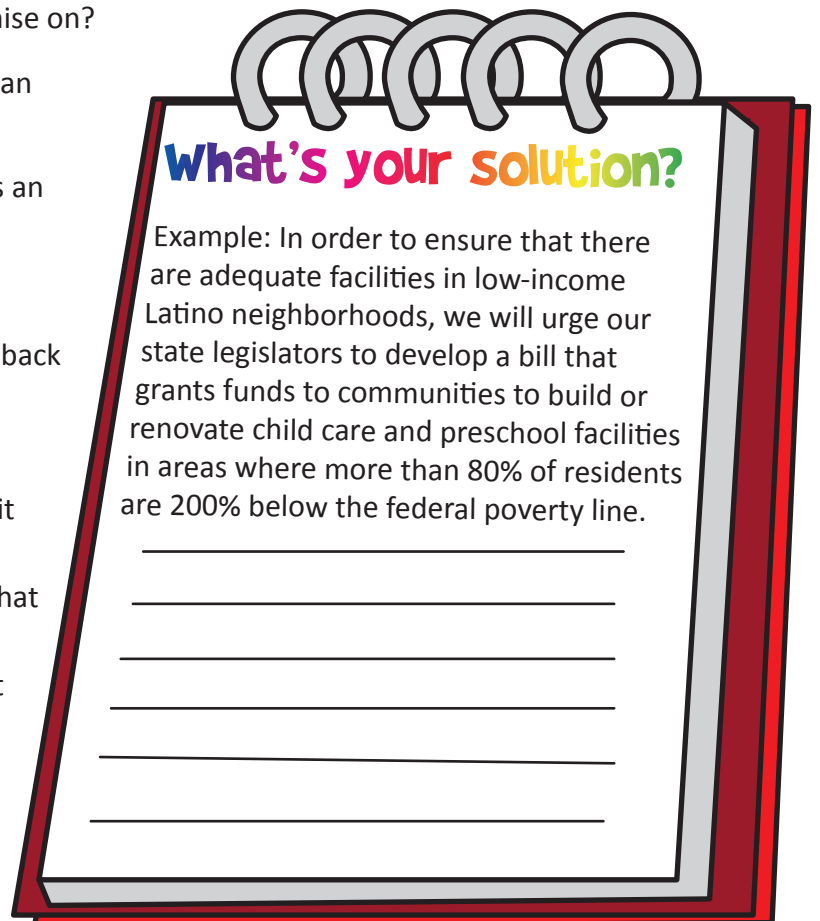 ise on?
an
s an
back
it
hat
t
What's your solution?
Example: In order to ensure that there
are adequate facilities in low-income
Latino neighborhoods, we will urge our
state legislators to develop a bill that
grants funds to communities to build or
renovate child care and preschool facilities
in areas where more than 80% of residents
are 200% below the federal poverty line.